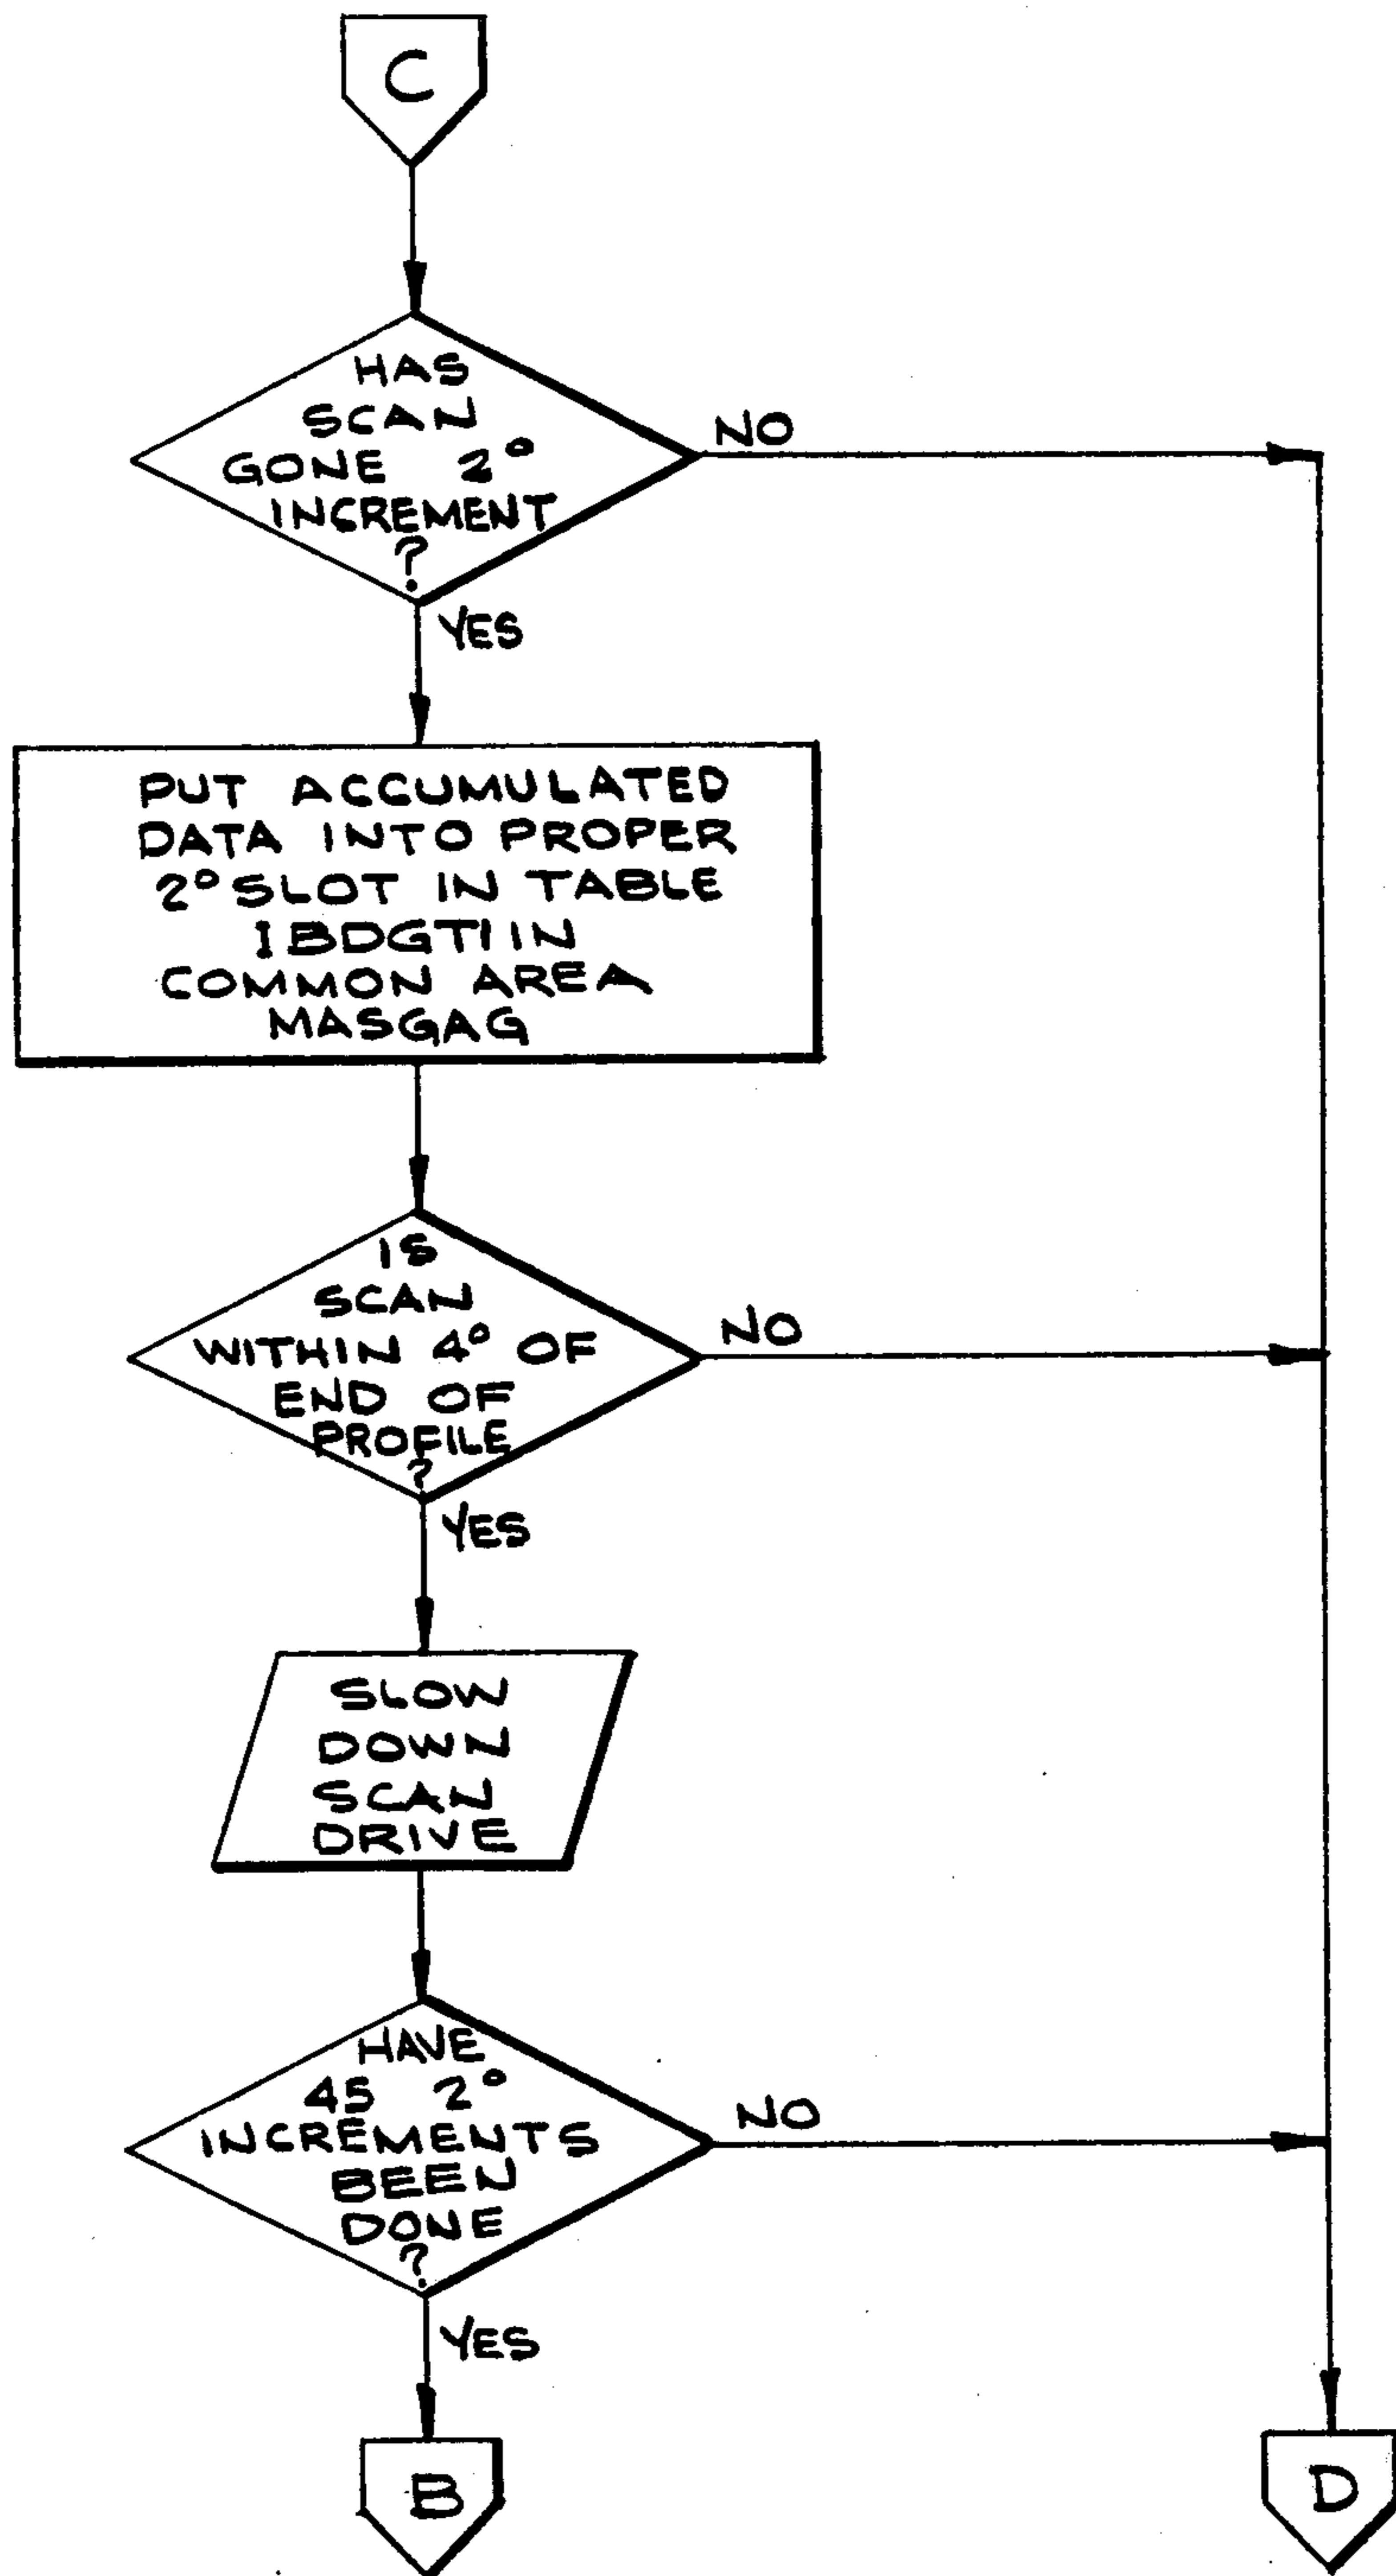 C
HAS
SCAN
GONE 2°
INCREMENT
?
NO
YES
PUT ACCUMULATED
DATA INTO PROPER
2° SLOT IN TABLE
IBDGTI IN
COMMON AREA
MASGAG
IS
SCAN
WITHIN 4° OF
END OF
PROFILE
?
NO
YES
SLOW
DOWN
SCAN
DRIVE
HAVE
45 2°
INCREMENTS
BEEN
DONE
?
NO
YES
B
D